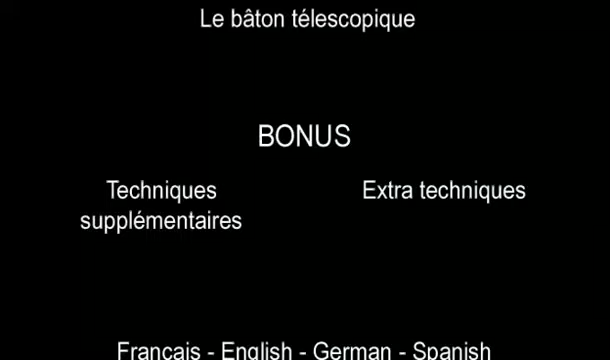 Le bâton télescopique
BONUS
Techniques
supplémentaires
Extra techniques
Français - English - German - Spanish